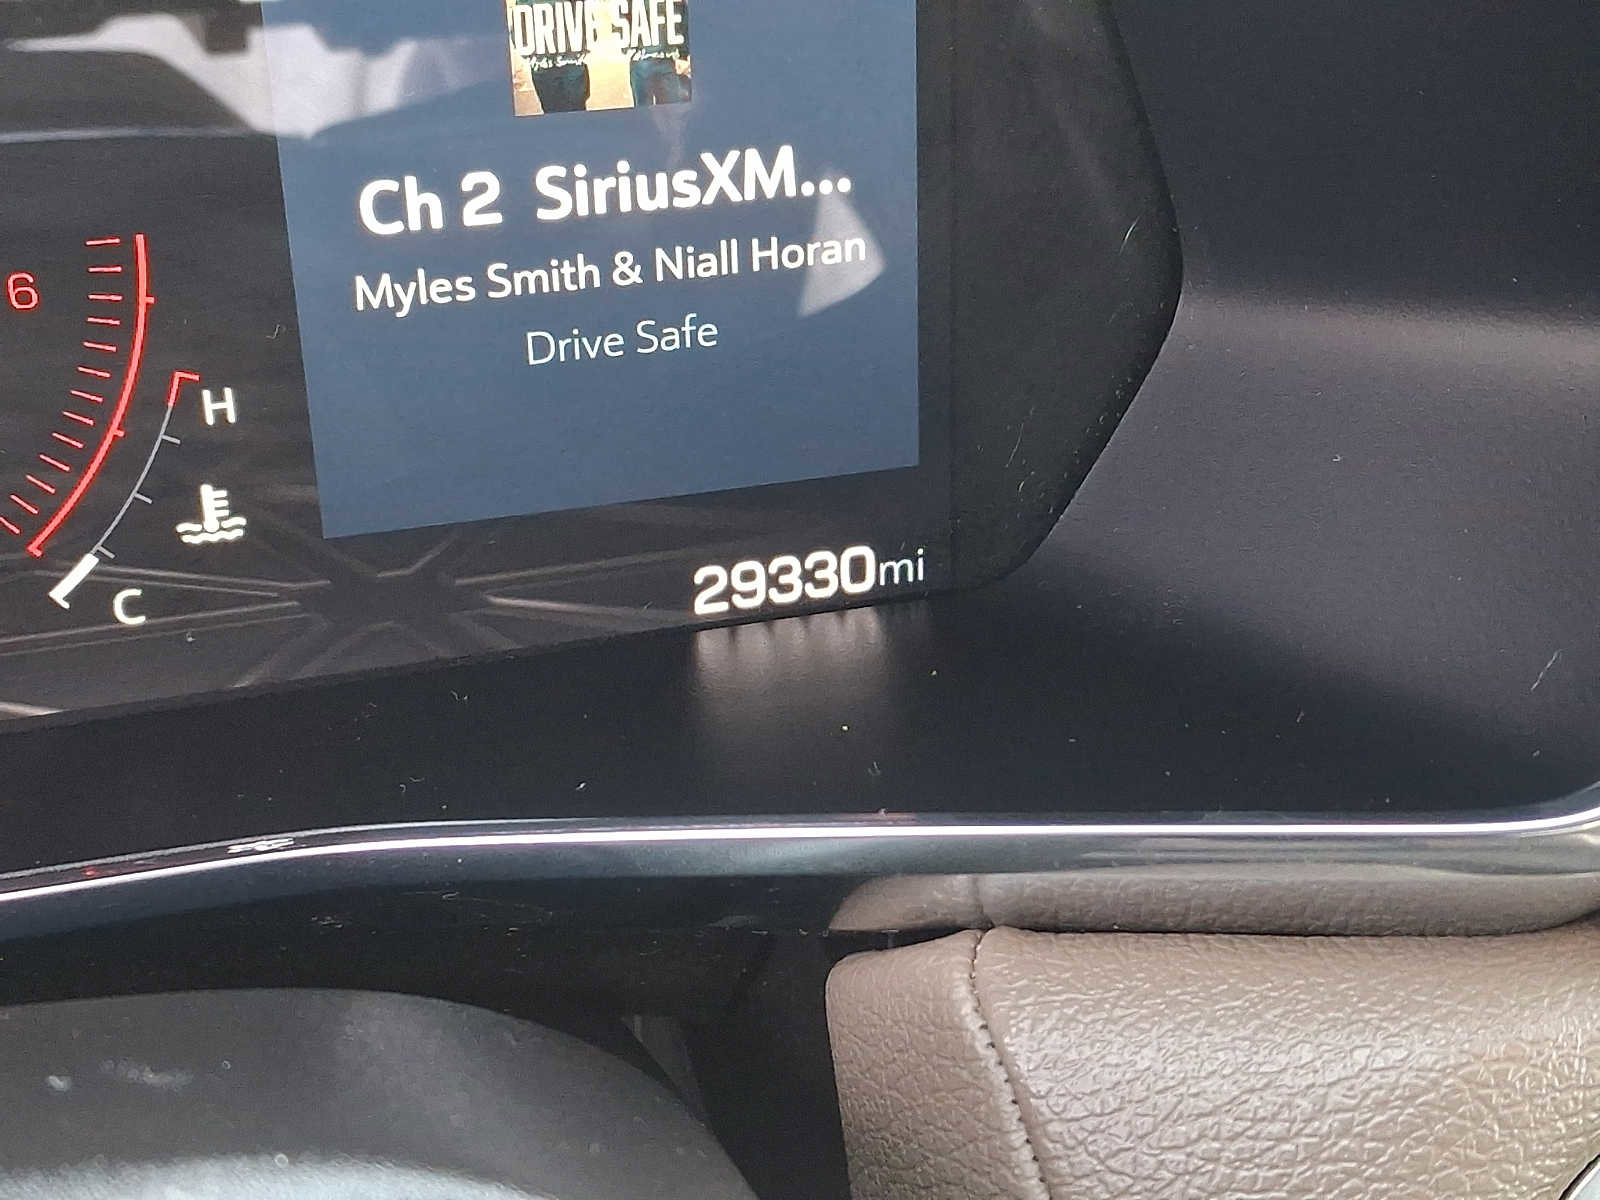 DRIVE SAFE
Ch 2 SiriusXM...
Myles Smith & Niall Horan
Drive Safe
6
H
C
29330mi